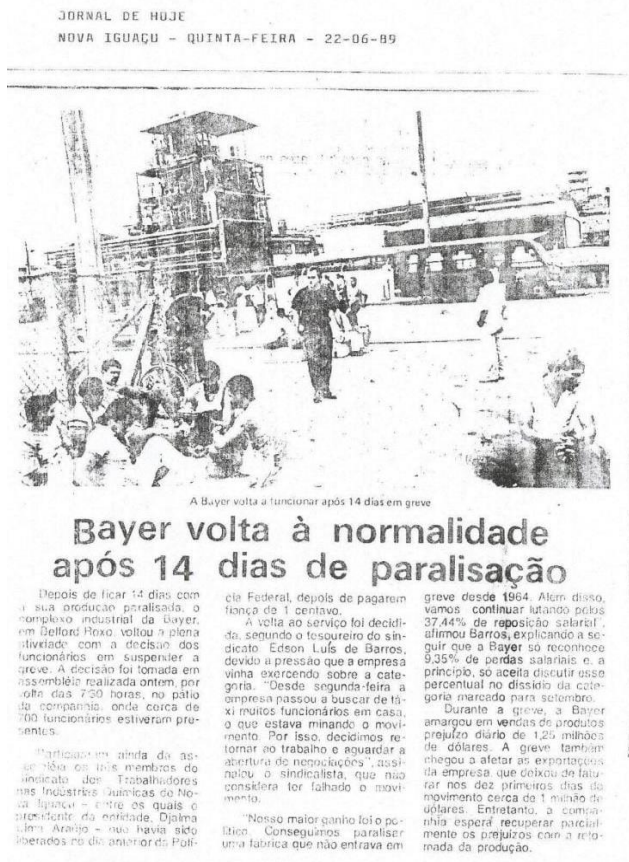 JORNAL DE HOJE
NOVA IGUAÇU - QUINTA-FEIRA - 22-06-89
A Bayer volta a funcionar após 14 dias em greve
Bayer volta à normalidade
após 14 dias de paralisação
Depois de ficar 14 dias com
a sua produção paralisada, o
complexo industrial da Bayer,
em Belford Roxo, voltou a plena
atividade com a decisão dos
funcionários em suspender a
greve. A decisão foi tomada em
assembléia realizada ontem, por
volta das 7:30 horas, no pátio
da companhia, onde cerca de
700 funcionários estiveram pre-
sentes.
Participaram ainda da as-
sembléia os três membros do
Sindicato dos Trabalhadores
nas Indústrias Químicas de No-
va Iguaçu - entre os quais o
presidente da entidade, Djalma
Araújo - que havia sido
liberados no dia anterior da Polí-
cia Federal, depois de pagarem
fiança de 1 centavo.
A volta ao serviço foi decidi-
da, segundo o tesoureiro do sin-
dicato Edson Luís de Barros,
devido a pressão que a empresa
vinha exercendo sobre a cate-
goria. "Desde segunda-feira a
empresa passou a buscar de tá-
xi muitos funcionários em casa,
o que estava minando o movi-
mento. Por isso, decidimos re-
tornar ao trabalho e aguardar a
abertura de negociações", assi-
nalou o sindicalista, que não
considera ter falhado o movi-
mento.
"Nosso maior ganho foi o po-
lítico. Conseguimos paralisar
uma fábrica que não entrava em
greve desde 1964. Alem disso,
vamos continuar lutando pelos
37,44% de reposição salarial",
afirmou Barros, explicando a se-
guir que a Bayer só reconhece
9,35% de perdas salariais e, a
princípio, só aceita discutir esse
percentual no dissídio da cate-
goria marcado para setembro.
Durante a greve, a Bayer
amargou em vendas de produtos
prejuízo diário de 1,25 milhões
de dólares. A greve também
chegou a afetar as exportações
da empresa, que deixou de fatu-
rar nos dez primeiros dias do
movimento cerca de 1 milhão de
dólares. Entretanto, a compa-
nhia espera recuperar parcial-
mente os prejuízos com a reto-
mada da produção.